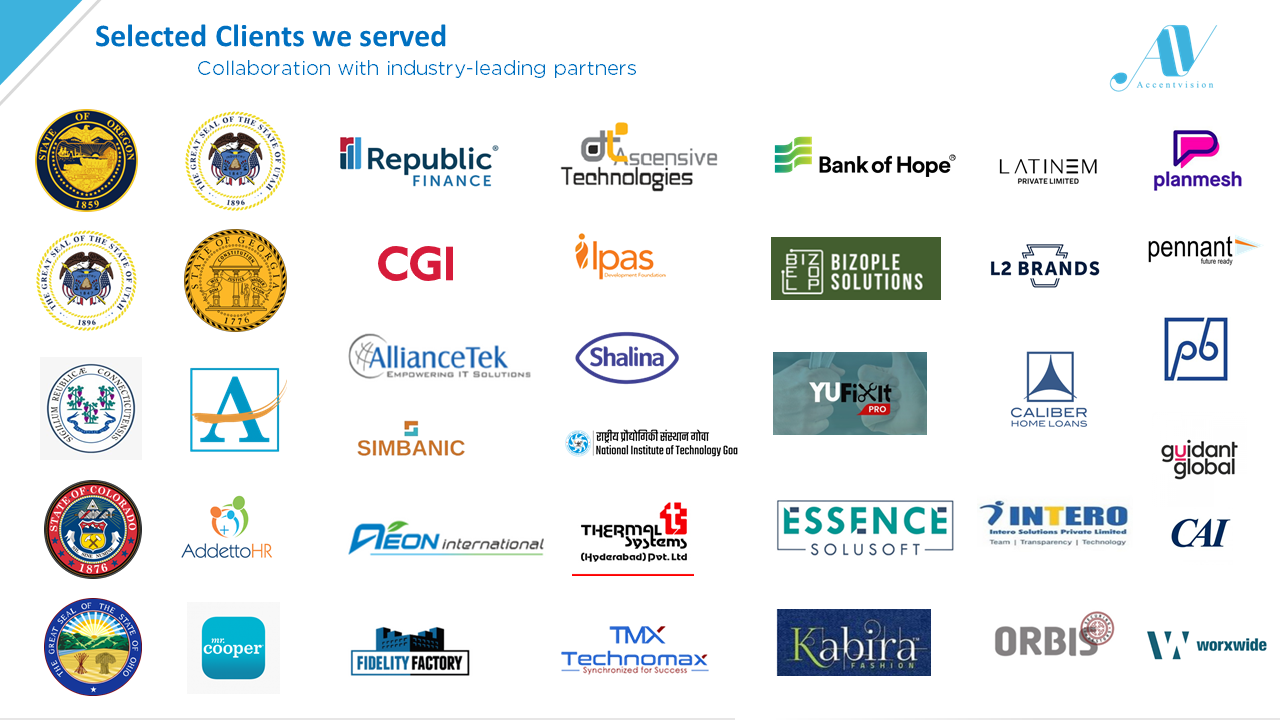 Selected Clients we served
Collaboration with industry-leading partners
AV
Accentvision
STATE OF OREGON
1859
THE GREAT SEAL OF THE STATE OF UTAH
1896
Republic®
FINANCE
dt Ascensive
Technologies
Bank of Hope®
LATINEM
PRIVATE LIMITED
planmesh
THE GREAT SEAL OF THE STATE OF UTAH
1896
STATE OF GEORGIA
CONSTITUTION
1776
CGI
Ipas
Development Foundation
BIZOPLE
BIZOPLE
SOLUTIONS
L2 BRANDS
pennant
future ready
A
AllianceTek
EMPOWERING IT SOLUTIONS
Shalina
YUFixIt
PRO
CALIBER
HOME LOANS
pb
SIMBANIC
राष्ट्रीय प्रौद्योगिकी संस्थान गोवा
National Institute of Technology Goa
guidant
global
STATE OF COLORADO
1876
AddettoHR
AEON international
ts
THERMAL
systems
(Hyderabad) Pvt. Ltd
ESSENCE
SOLUSOFT
INTERO
Intero Solutions Private Limited
Team | Transparency | Technology
CAI
THE GREAT SEAL OF THE STATE OF OHIO
mr.
cooper
FIDELITY FACTORY
TMX
Technomax
Synchronized for Success
Kabira™
FASHION
ORBIS
W
worxwide